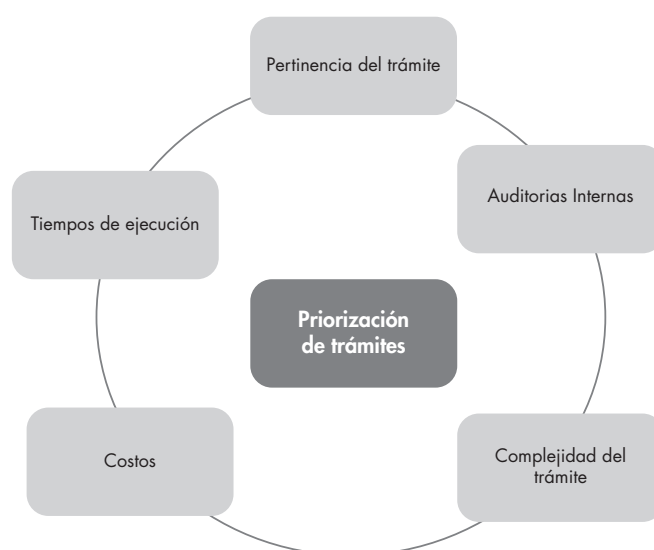 Pertinencia del trámite
Auditorias Internas
Tiempos de ejecución
Priorización
de trámites
Costos
Complejidad del
trámite